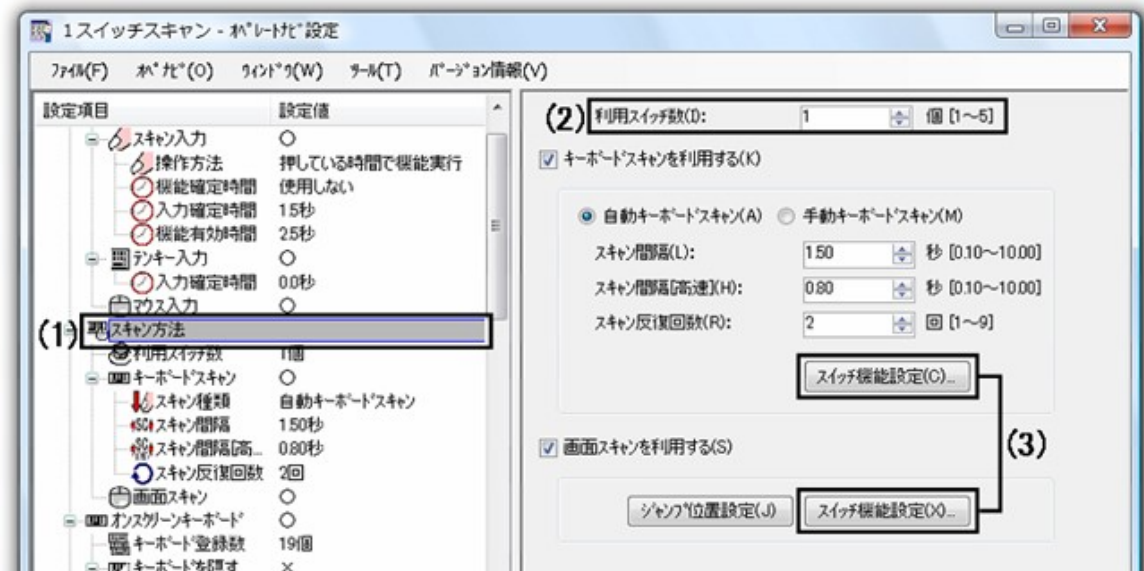 1スイッチスキャン - ｵﾍﾟﾚｰﾄﾅﾋﾞ設定
ﾌｧｲﾙ(F) ｵﾍﾟﾅﾋﾞ(O) ｳｨﾝﾄﾞｳ(W) ﾂｰﾙ(T) ﾊﾞｰｼﾞｮﾝ情報(V)
設定項目 設定値
スキャン入力 ○
操作方法 押している時間で機能実行
機能確定時間 使用しない
入力確定時間 1.5秒
機能有効時間 2.5秒
テンキー入力 ○
入力確定時間 0.0秒
マウス入力 ○
(1) スキャン方法
利用スイッチ数 1個
キーボードスキャン ○
スキャン種類 自動キーボードスキャン
スキャン間隔 1.50秒
スキャン間隔[高... 0.80秒
スキャン反復回数 2回
画面スキャン ○
オンスクリーンキーボード ○
キーボード登録数 19個
キーボードを隠す ×
(2) 利用スイッチ数(I): 1 個 [1～5]
キーボードスキャンを利用する(K)
自動キーボードスキャン(A) 手動キーボードスキャン(M)
スキャン間隔(L): 1.50 秒 [0.10～10.00]
スキャン間隔[高速](H): 0.80 秒 [0.10～10.00]
スキャン反復回数(R): 2 回 [1～9]
スイッチ機能設定(C)...
(3)
画面スキャンを利用する(S)
ジャンプ位置設定(J) スイッチ機能設定(X)...